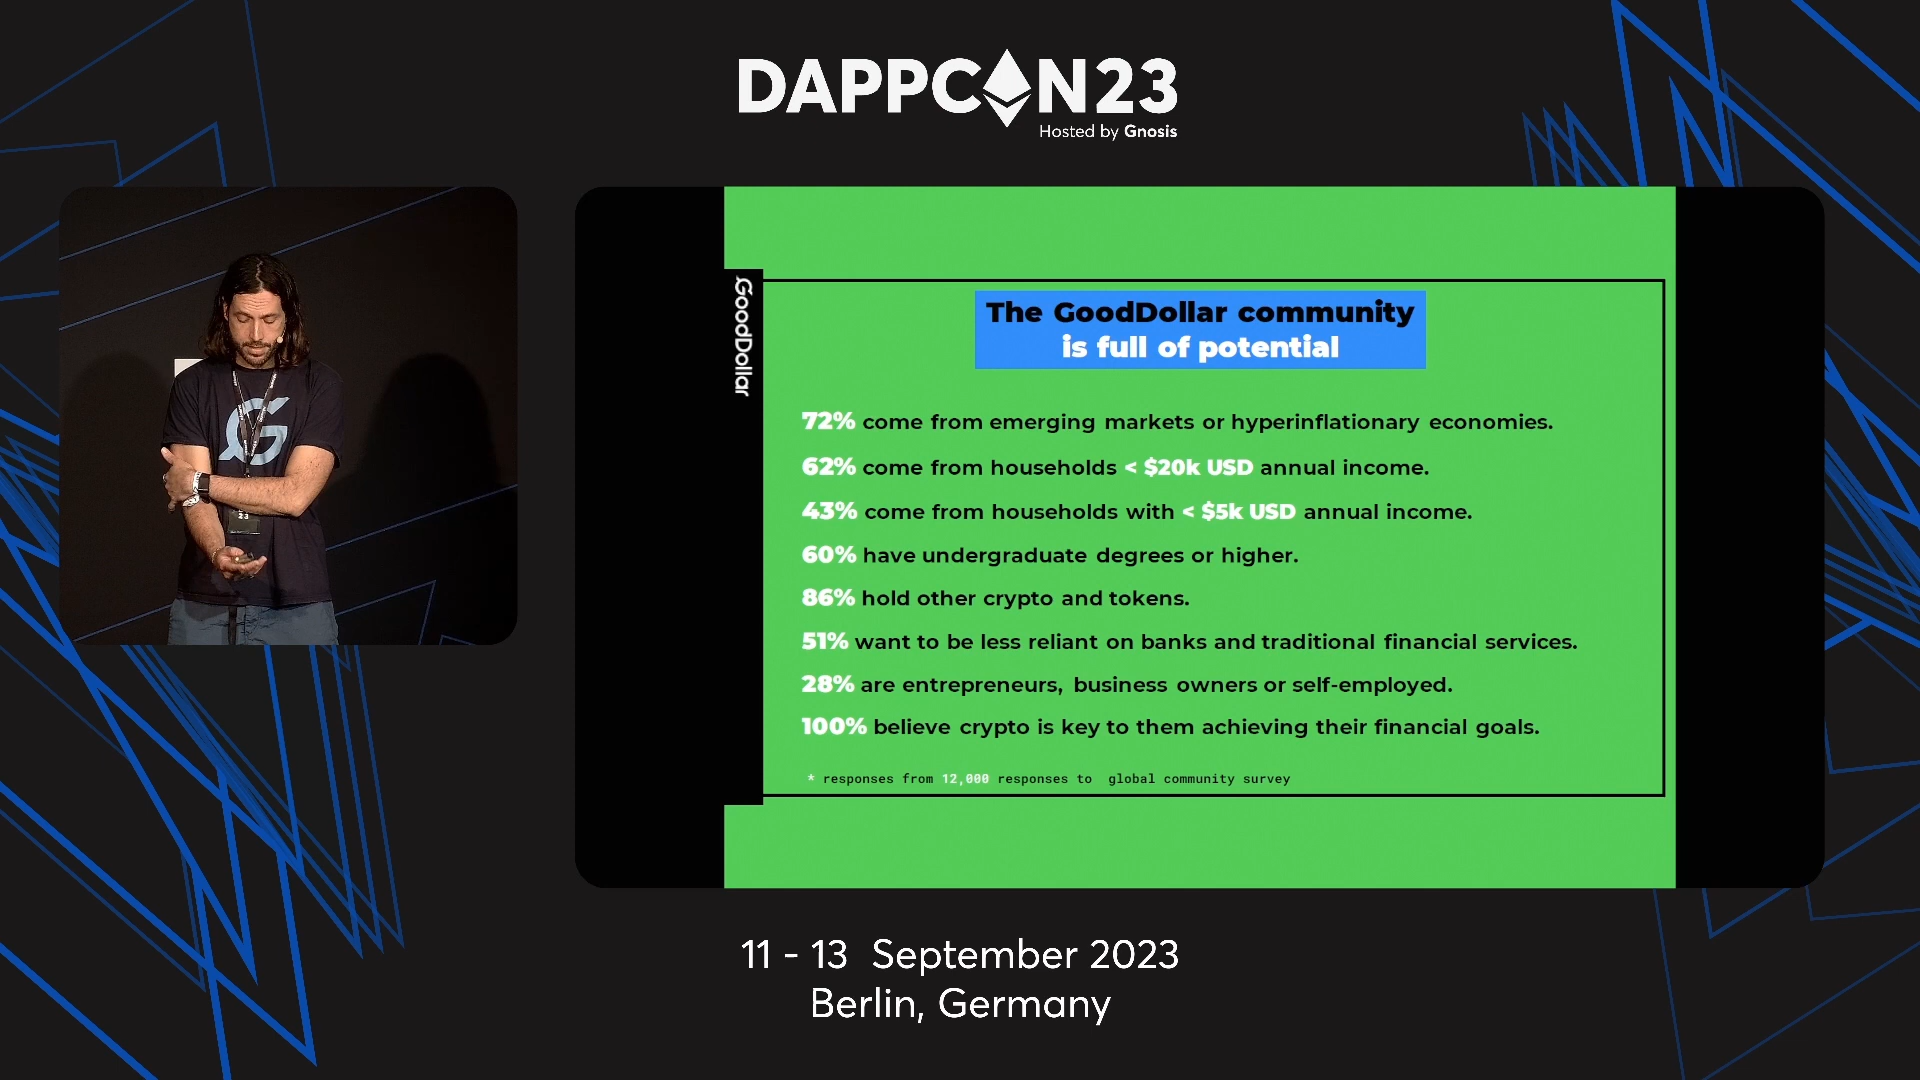 DAPPCON23
Hosted by Gnosis
GoodDollar
The GoodDollar community
is full of potential
72% come from emerging markets or hyperinflationary economies.
62% come from households < $20k USD annual income.
43% come from households with < $5k USD annual income.
60% have undergraduate degrees or higher.
86% hold other crypto and tokens.
51% want to be less reliant on banks and traditional financial services.
28% are entrepreneurs, business owners or self-employed.
100% believe crypto is key to them achieving their financial goals.
* responses from 12,000 responses to global community survey
11 - 13 September 2023
Berlin, Germany